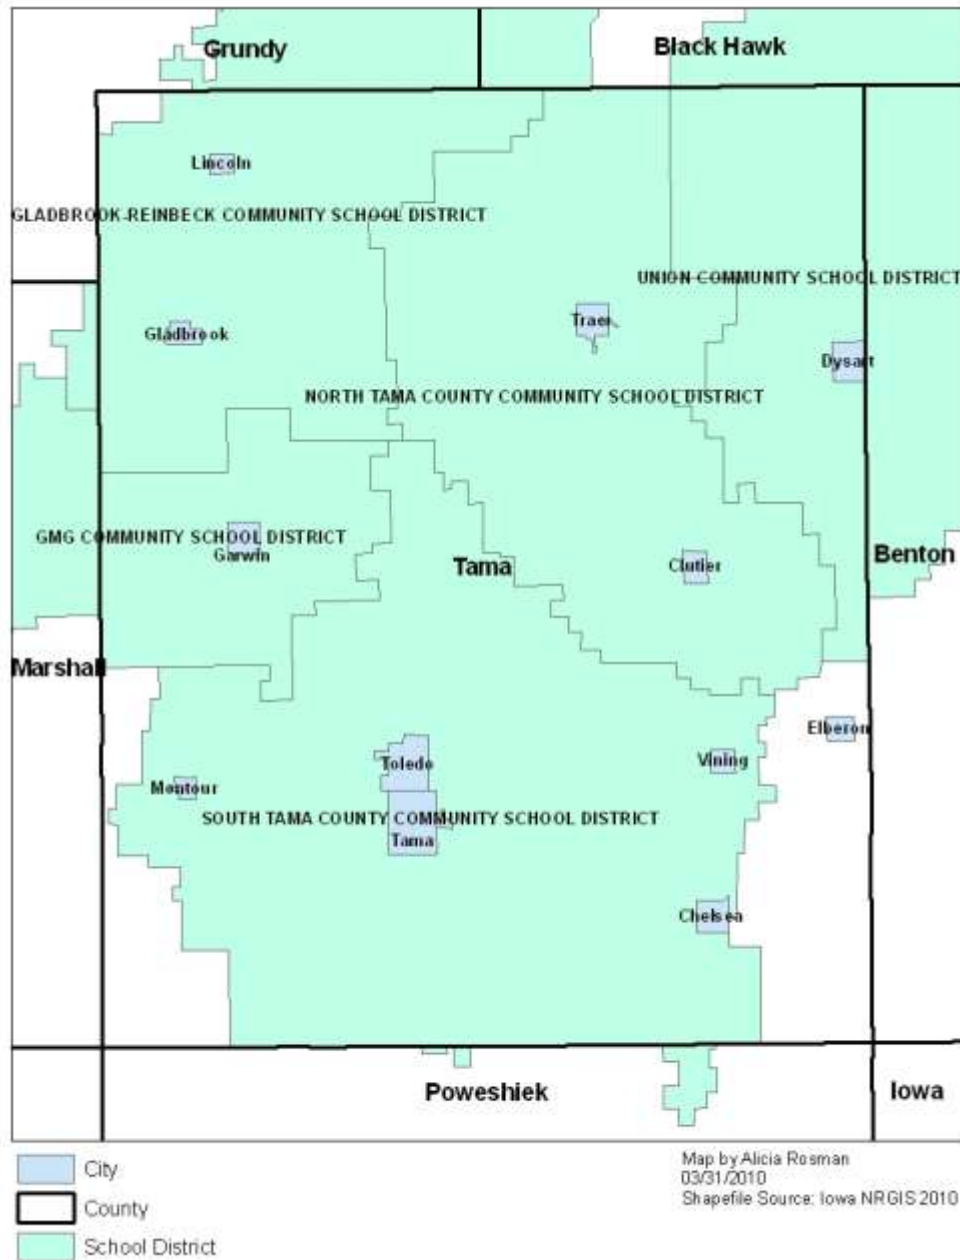 Grundy
Black Hawk
Lincoln
GLADBROOK-REINBECK COMMUNITY SCHOOL DISTRICT
UNION COMMUNITY SCHOOL DISTRICT
Traer
Gladbrook
Dysart
NORTH TAMA COUNTY COMMUNITY SCHOOL DISTRICT
GMG COMMUNITY SCHOOL DISTRICT
Garwin
Tama
Clutier
Benton
Marshall
Elberon
Toledo
Vining
Montour
SOUTH TAMA COUNTY COMMUNITY SCHOOL DISTRICT
Tama
Chelsea
Poweshiek
Iowa
City
County
School District
Map by Alicia Rosman
03/31/2010
Shapefile Source: Iowa NRGIS 2010